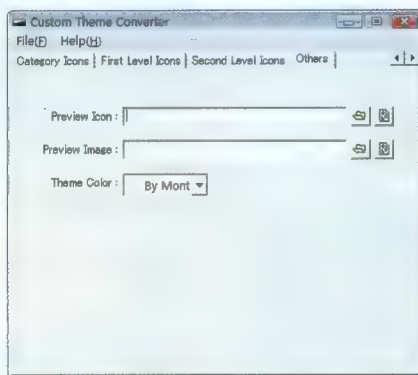 Custom Theme Converter
File(F) Help(H)
Category Icons First Level Icons Second Level Icons Others
Preview Icon :
Preview Image :
Theme Color : By Mont